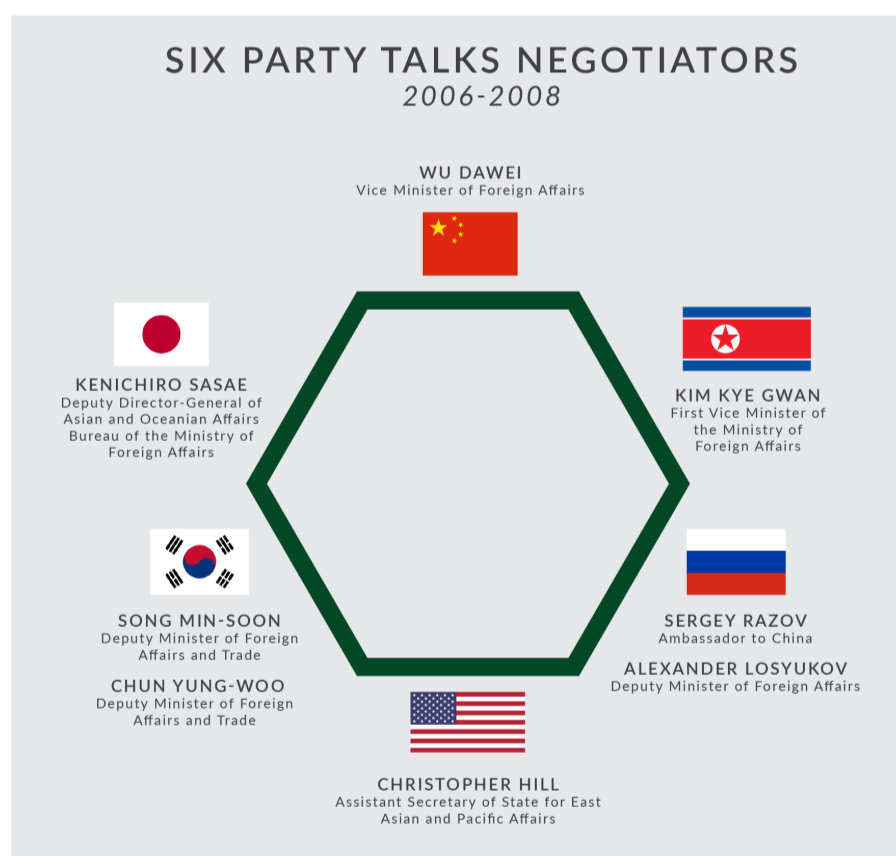 SIX PARTY TALKS NEGOTIATORS
2006-2008
WU DAWEI
Vice Minister of Foreign Affairs
KENICHIRO SASAE
Deputy Director-General of
Asian and Oceanian Affairs
Bureau of the Ministry of
Foreign Affairs
KIM KYE GWAN
First Vice Minister of
the Ministry of
Foreign Affairs
SONG MIN-SOON
Deputy Minister of Foreign
Affairs and Trade
CHUN YUNG-WOO
Deputy Minister of Foreign
Affairs and Trade
SERGEY RAZOV
Ambassador to China
ALEXANDER LOSYUKOV
Deputy Minister of Foreign Affairs
CHRISTOPHER HILL
Assistant Secretary of State for East
Asian and Pacific Affairs